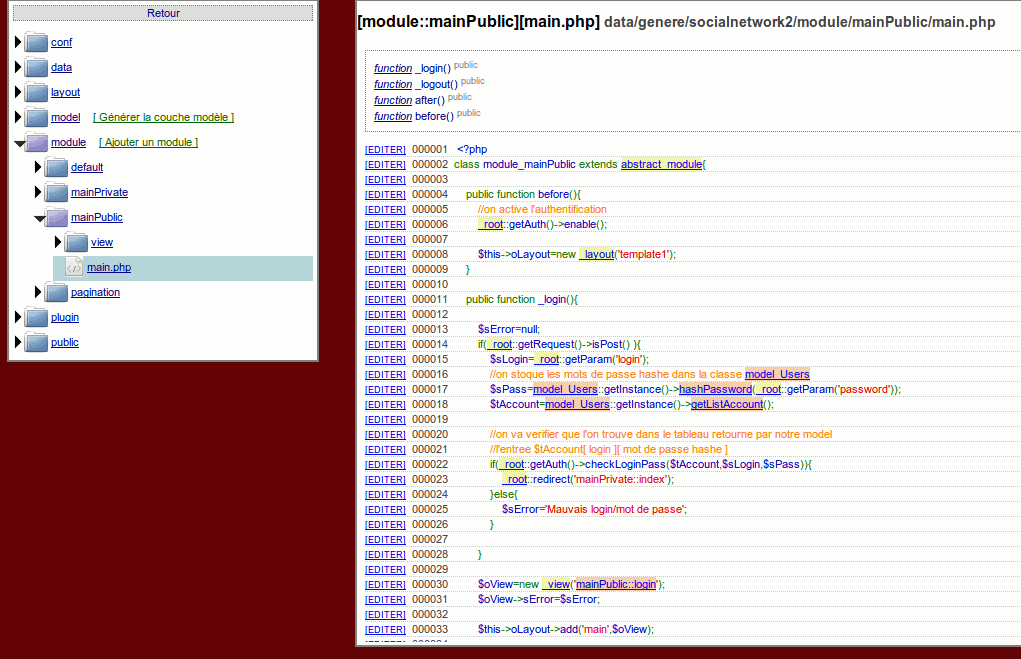 Retour
conf
data
layout
model [ Générer la couche modèle ]
module [ Ajouter un module ]
default
mainPrivate
mainPublic
view
main.php
pagination
plugin
public
[module::mainPublic][main.php] data/genere/socialnetwork2/module/mainPublic/main.php
function _login() public
function _logout() public
function after() public
function before() public
[EDITER] 000001 <?php
[EDITER] 000002 class module_mainPublic extends abstract_module{
[EDITER] 000003
[EDITER] 000004 public function before(){
[EDITER] 000005 //on active l'authentification
[EDITER] 000006 _root::getAuth()->enable();
[EDITER] 000007
[EDITER] 000008 $this->oLayout=new _layout('template1');
[EDITER] 000009 }
[EDITER] 000010
[EDITER] 000011 public function _login(){
[EDITER] 000012
[EDITER] 000013 $sError=null;
[EDITER] 000014 if(_root::getRequest()->isPost() ){
[EDITER] 000015 $sLogin=_root::getParam('login');
[EDITER] 000016 //on stoque les mots de passe hashe dans la classe model_Users
[EDITER] 000017 $sPass=model_Users::getInstance()->hashPassword(_root::getParam('password'));
[EDITER] 000018 $tAccount=model_Users::getInstance()->getListAccount();
[EDITER] 000019
[EDITER] 000020 //on va verifier que l'on trouve dans le tableau retourne par notre model
[EDITER] 000021 //l'entree $tAccount[ login ][ mot de passe hashe ]
[EDITER] 000022 if(_root::getAuth()->checkLoginPass($tAccount,$sLogin,$sPass)){
[EDITER] 000023 _root::redirect('mainPrivate::index');
[EDITER] 000024 }else{
[EDITER] 000025 $sError='Mauvais login/mot de passe';
[EDITER] 000026 }
[EDITER] 000027
[EDITER] 000028 }
[EDITER] 000029
[EDITER] 000030 $oView=new _view('mainPublic::login');
[EDITER] 000031 $oView->sError=$sError;
[EDITER] 000032
[EDITER] 000033 $this->oLayout->add('main',$oView);